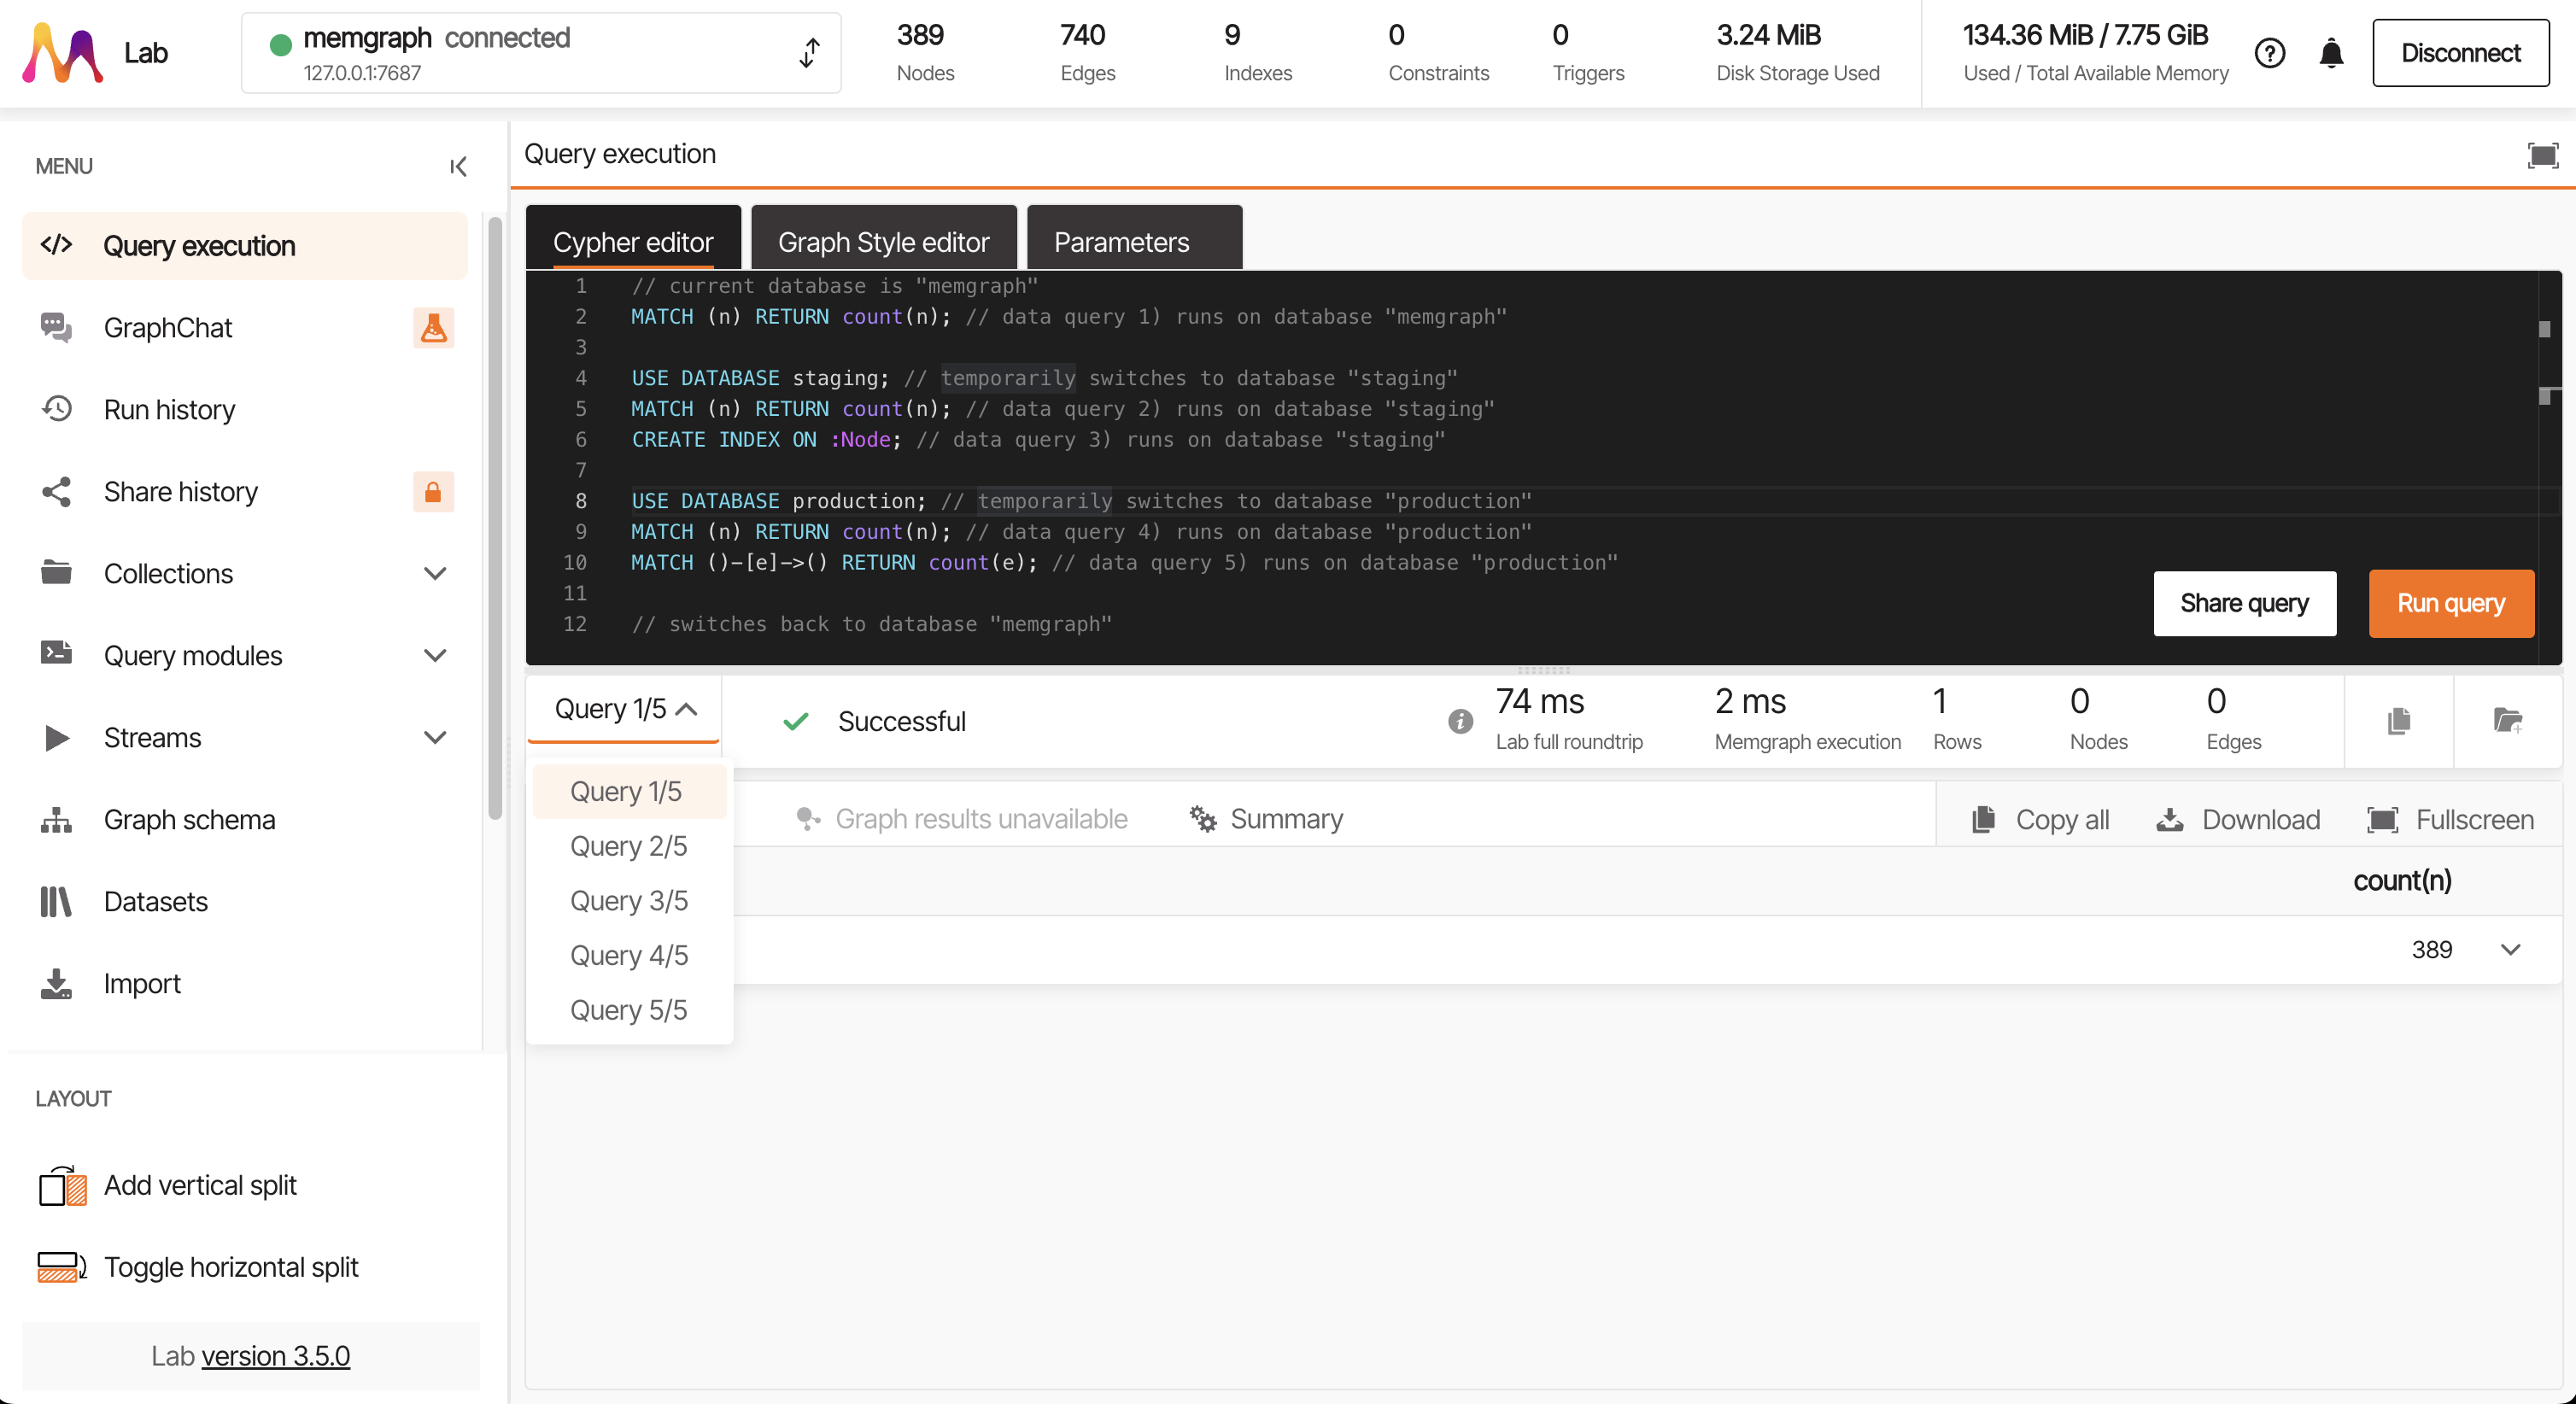 Lab
memgraph connected
127.0.0.1:7687
389
Nodes
740
Edges
9
Indexes
0
Constraints
0
Triggers
3.24 MiB
Disk Storage Used
134.36 MiB / 7.75 GiB
Used / Total Available Memory
Disconnect
MENU
Query execution
GraphChat
Run history
Share history
Collections
Query modules
Streams
Graph schema
Datasets
Import
LAYOUT
Add vertical split
Toggle horizontal split
Lab version 3.5.0
Query execution
Cypher editor
Graph Style editor
Parameters
1 // current database is "memgraph"
2 MATCH (n) RETURN count(n); // data query 1) runs on database "memgraph"
3
4 USE DATABASE staging; // temporarily switches to database "staging"
5 MATCH (n) RETURN count(n); // data query 2) runs on database "staging"
6 CREATE INDEX ON :Node; // data query 3) runs on database "staging"
7
8 USE DATABASE production; // temporarily switches to database "production"
9 MATCH (n) RETURN count(n); // data query 4) runs on database "production"
10 MATCH ()-[e]->() RETURN count(e); // data query 5) runs on database "production"
11
12 // switches back to database "memgraph"
Share query
Run query
Query 1/5
Successful
74 ms
Lab full roundtrip
2 ms
Memgraph execution
1
Rows
0
Nodes
0
Edges
Query 1/5
Query 2/5
Query 3/5
Query 4/5
Query 5/5
Graph results unavailable
Summary
Copy all
Download
Fullscreen
count(n)
389